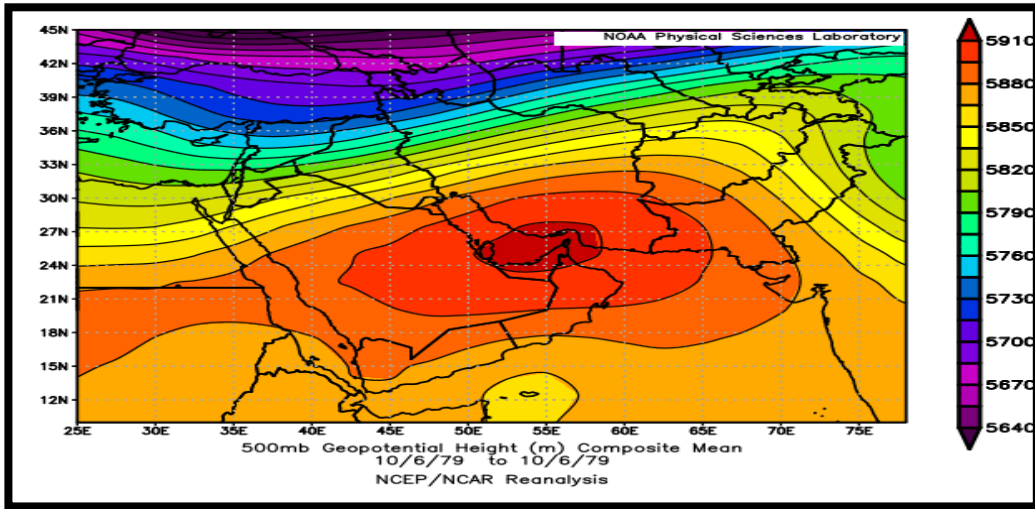 NOAA Physical Sciences Laboratory
45N
42N
39N
36N
33N
30N
27N
24N
21N
18N
15N
12N
25E 30E 35E 40E 45E 50E 55E 60E 65E 70E 75E
5910
5880
5850
5820
5790
5760
5730
5700
5670
5640
500mb Geopotential Height (m) Composite Mean
10/6/79 to 10/6/79
NCEP/NCAR Reanalysis